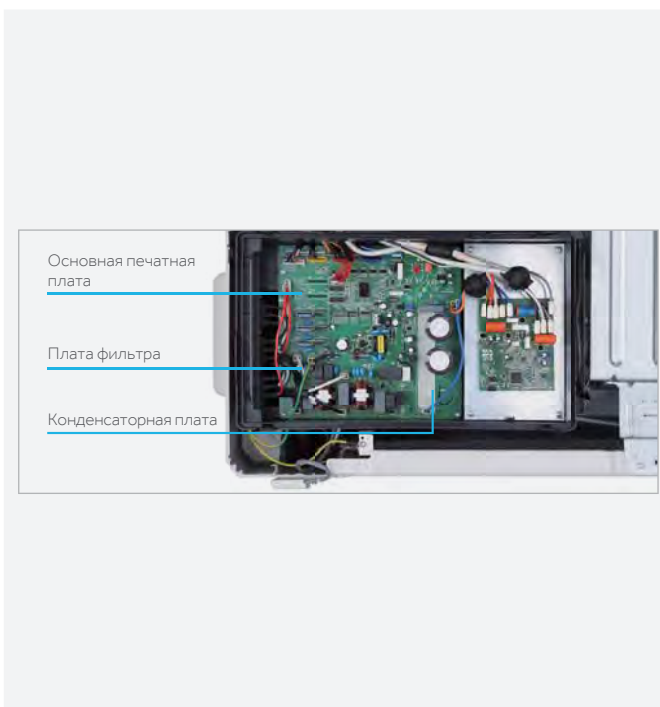 Основная печатная
плата
Плата фильтра
Конденсаторная плата